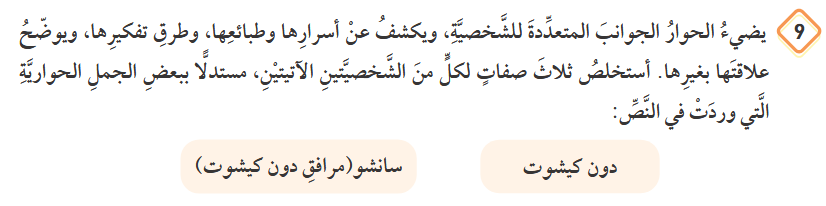 9 يضيءُ الحوارُ الجوانبَ المتعدِّدةَ للشَّخصيَّةِ، ويكشفُ عنْ أسرارِها وطبائعِها، وطرقِ تفكيرِها، ويوضّحُ
علاقتَها بغيرِها. أستخلصُ ثلاثَ صفاتٍ لكلٍّ منَ الشَّخصيَّتينِ الآتيتيْنِ، مستدلًّا ببعضِ الجملِ الحواريَّةِ
الَّتي وردَتْ في النَّصِّ:
دون كيشوت
سانشو(مرافقِ دون كيشوت)